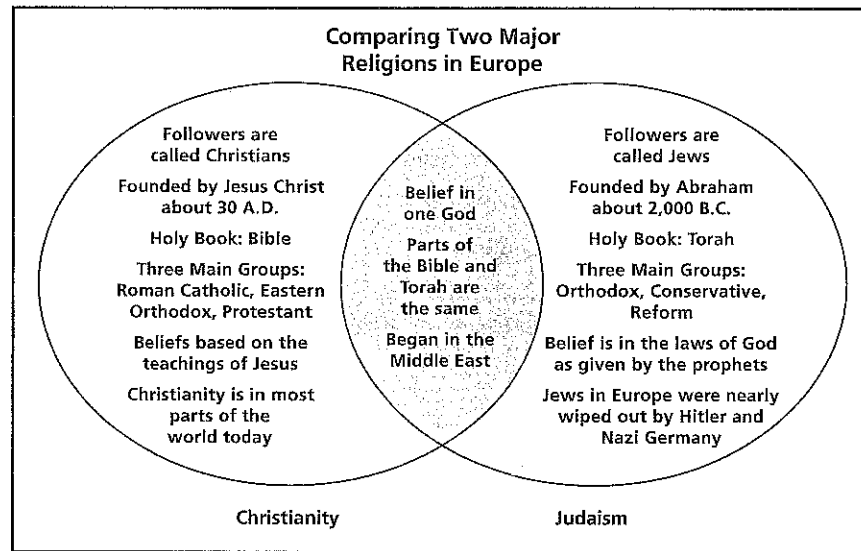 Comparing Two Major
Religions in Europe
Followers are
called Christians
Founded by Jesus Christ
about 30 A.D.
Holy Book: Bible
Three Main Groups:
Roman Catholic, Eastern
Orthodox, Protestant
Beliefs based on the
teachings of Jesus
Christianity is in most
parts of the
world today
Belief in
one God
Parts of
the Bible and
Torah are
the same
Began in the
Middle East
Followers are
called Jews
Founded by Abraham
about 2,000 B.C.
Holy Book: Torah
Three Main Groups:
Orthodox, Conservative,
Reform
Belief is in the laws of God
as given by the prophets
Jews in Europe were nearly
wiped out by Hitler and
Nazi Germany
Christianity
Judaism